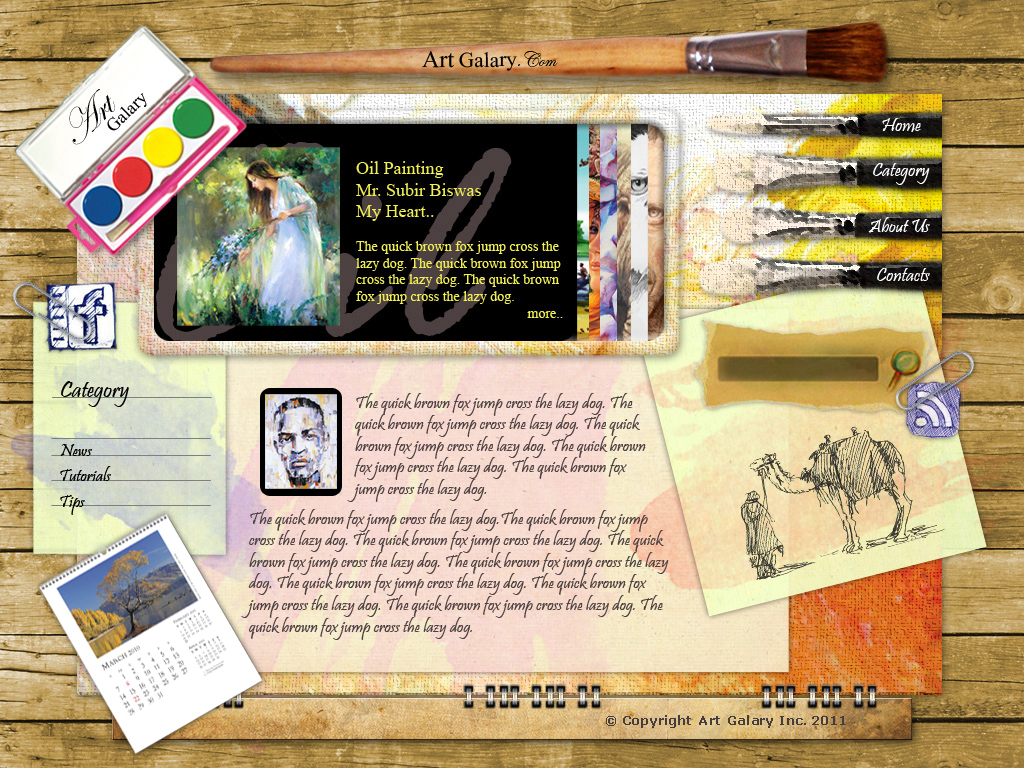 Art Galary.Com
Art
Galary
Home
Category
About Us
Contacts
Oil Painting
Mr. Subir Biswas
My Heart..
The quick brown fox jump cross the
lazy dog. The quick brown fox jump
cross the lazy dog. The quick brown
fox jump cross the lazy dog.
more..
Category
News
Tutorials
Tips
The quick brown fox jump cross the lazy dog. The
quick brown fox jump cross the lazy dog. The quick
brown fox jump cross the lazy dog. The quick brown
fox jump cross the lazy dog. The quick brown fox
jump cross the lazy dog.
The quick brown fox jump cross the lazy dog.The quick brown fox jump
cross the lazy dog. The quick brown fox jump cross the lazy dog. The quick
brown fox jump cross the lazy dog. The quick brown fox jump cross the lazy
dog. The quick brown fox jump cross the lazy dog. The quick brown fox
jump cross the lazy dog. The quick brown fox jump cross the lazy dog. The
quick brown fox jump cross the lazy dog.
March 2010
© Copyright Art Galary Inc. 2011